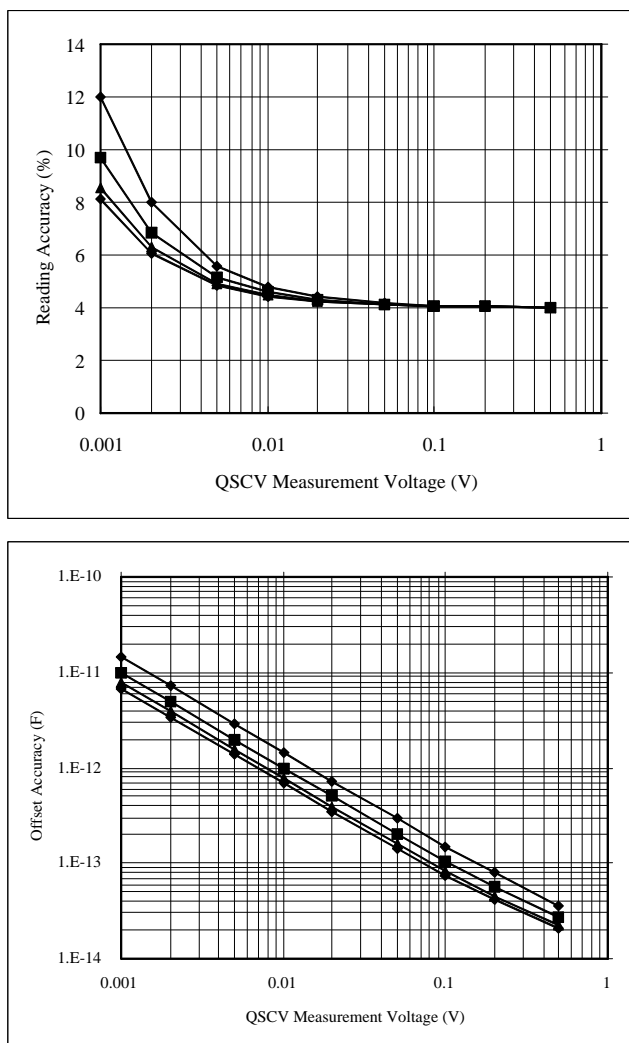 14
12
10
8
6
4
2
0
Reading Accuracy (%)
0.001 0.01 0.1 1
QSCV Measurement Voltage (V)
1.E-10
1.E-11
1.E-12
1.E-13
1.E-14
Offset Accuracy (F)
0.001 0.01 0.1 1
QSCV Measurement Voltage (V)